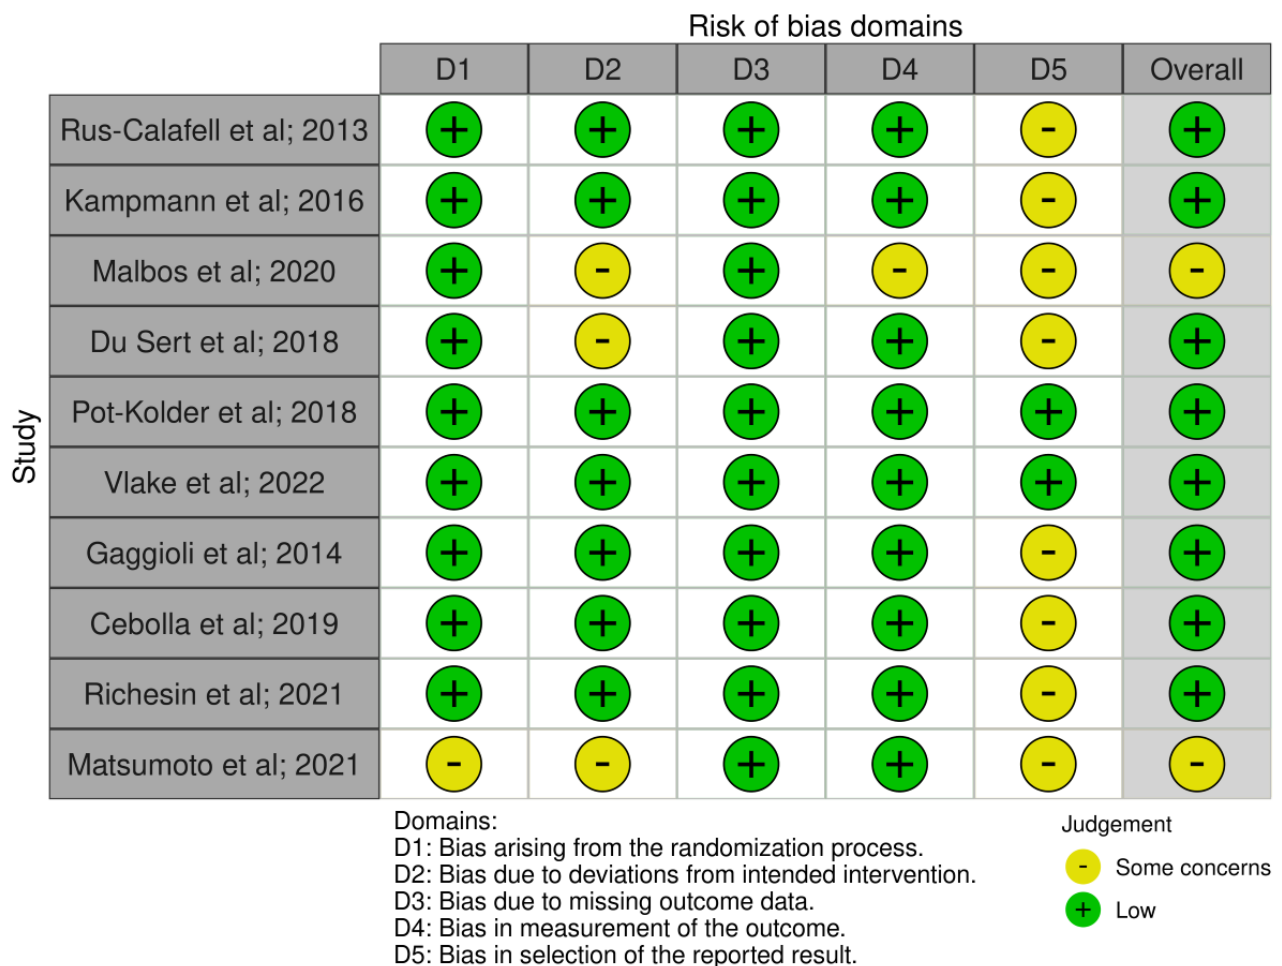 Risk of bias domains
D1 D2 D3 D4 D5 Overall
Study
Rus-Calafell et al; 2013 + + + + - +
Kampmann et al; 2016 + + + + - +
Malbos et al; 2020 + - + - - -
Du Sert et al; 2018 + - + + - +
Pot-Kolder et al; 2018 + + + + + +
Vlake et al; 2022 + + + + + +
Gaggioli et al; 2014 + + + + - +
Cebolla et al; 2019 + + + + - +
Richesin et al; 2021 + + + + - +
Matsumoto et al; 2021 - - + + - -
Domains:
D1: Bias arising from the randomization process.
D2: Bias due to deviations from intended intervention.
D3: Bias due to missing outcome data.
D4: Bias in measurement of the outcome.
D5: Bias in selection of the reported result.
Judgement
- Some concerns
+ Low